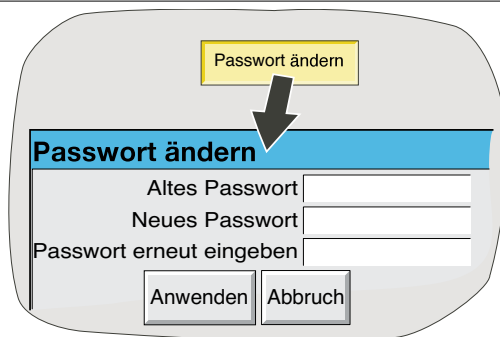 Passwort ändern
Passwort ändern
Altes Passwort
Neues Passwort
Passwort erneut eingeben
Anwenden Abbruch